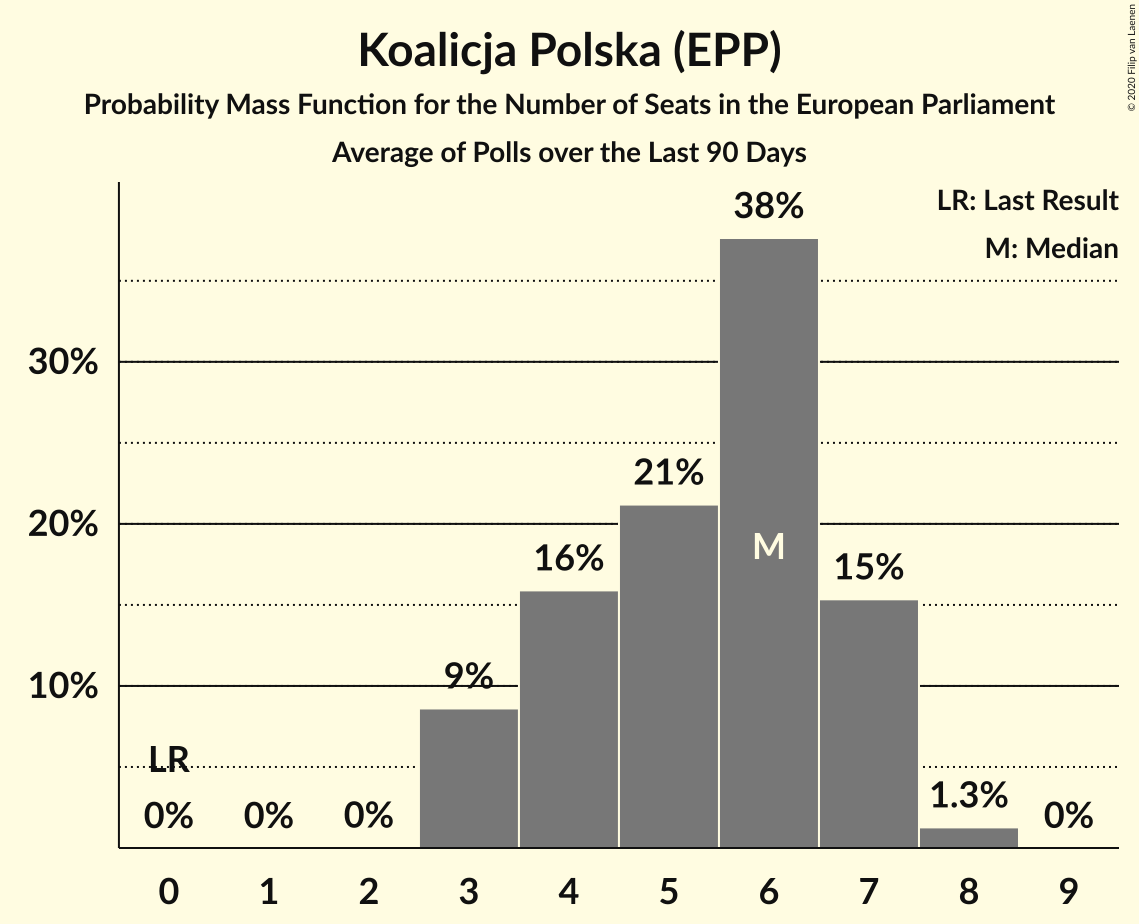 Koalicja Polska (EPP)
Probability Mass Function for the Number of Seats in the European Parliament
Average of Polls over the Last 90 Days
© 2020 Filip van Laenen
LR: Last Result
M: Median
38%
30%
21%
20%
M
16%
15%
9%
10%
LR
1.3%
0% 0% 0% 0%
0 1 2 3 4 5 6 7 8 9